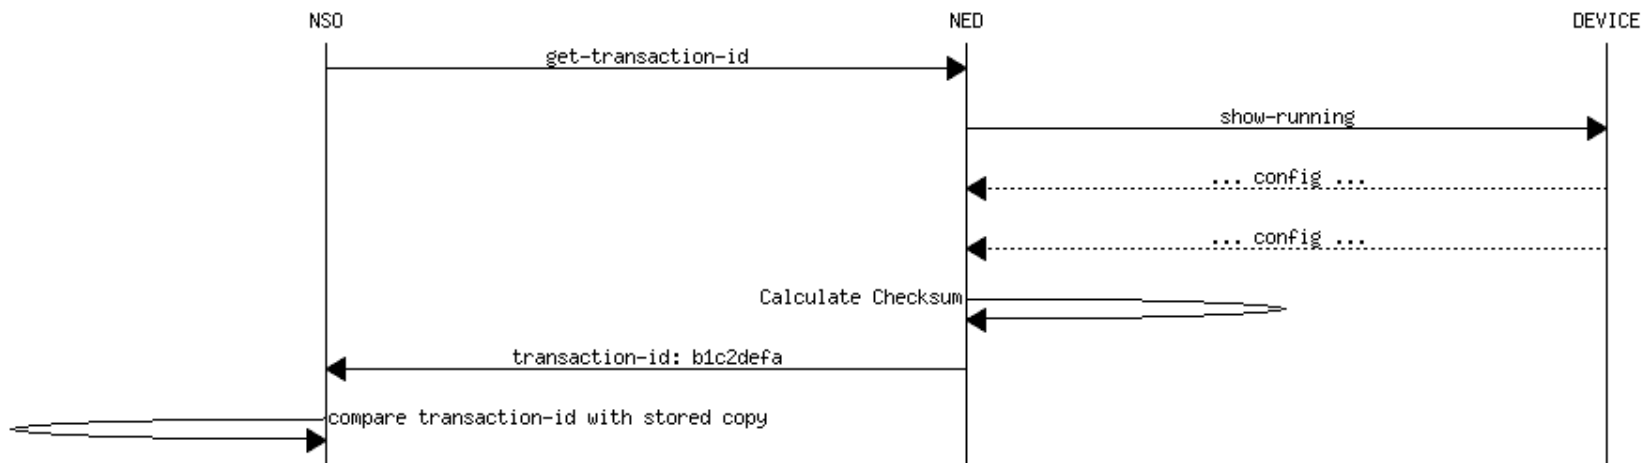 NSO NED DEVICE
get-transaction-id
show-running
... config ...
... config ...
Calculate Checksum
transaction-id: b1c2defa
compare transaction-id with stored copy